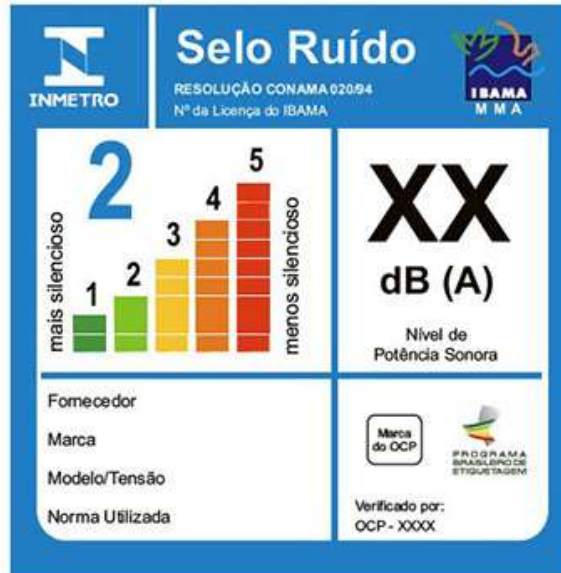 INMETRO
Selo Ruído
RESOLUÇÃO CONAMA 020/94
Nº da Licença do IBAMA
IBAMA
MMA
mais silencioso
2
1
2
3
4
5
menos silencioso
XX
dB (A)
Nível de
Potência Sonora
Fornecedor
Marca
Modelo/Tensão
Norma Utilizada
Marca
do OCP
PROGRAMA
BRASILEIRO DE
ETIQUETAGEM
Verificado por:
OCP - XXXX